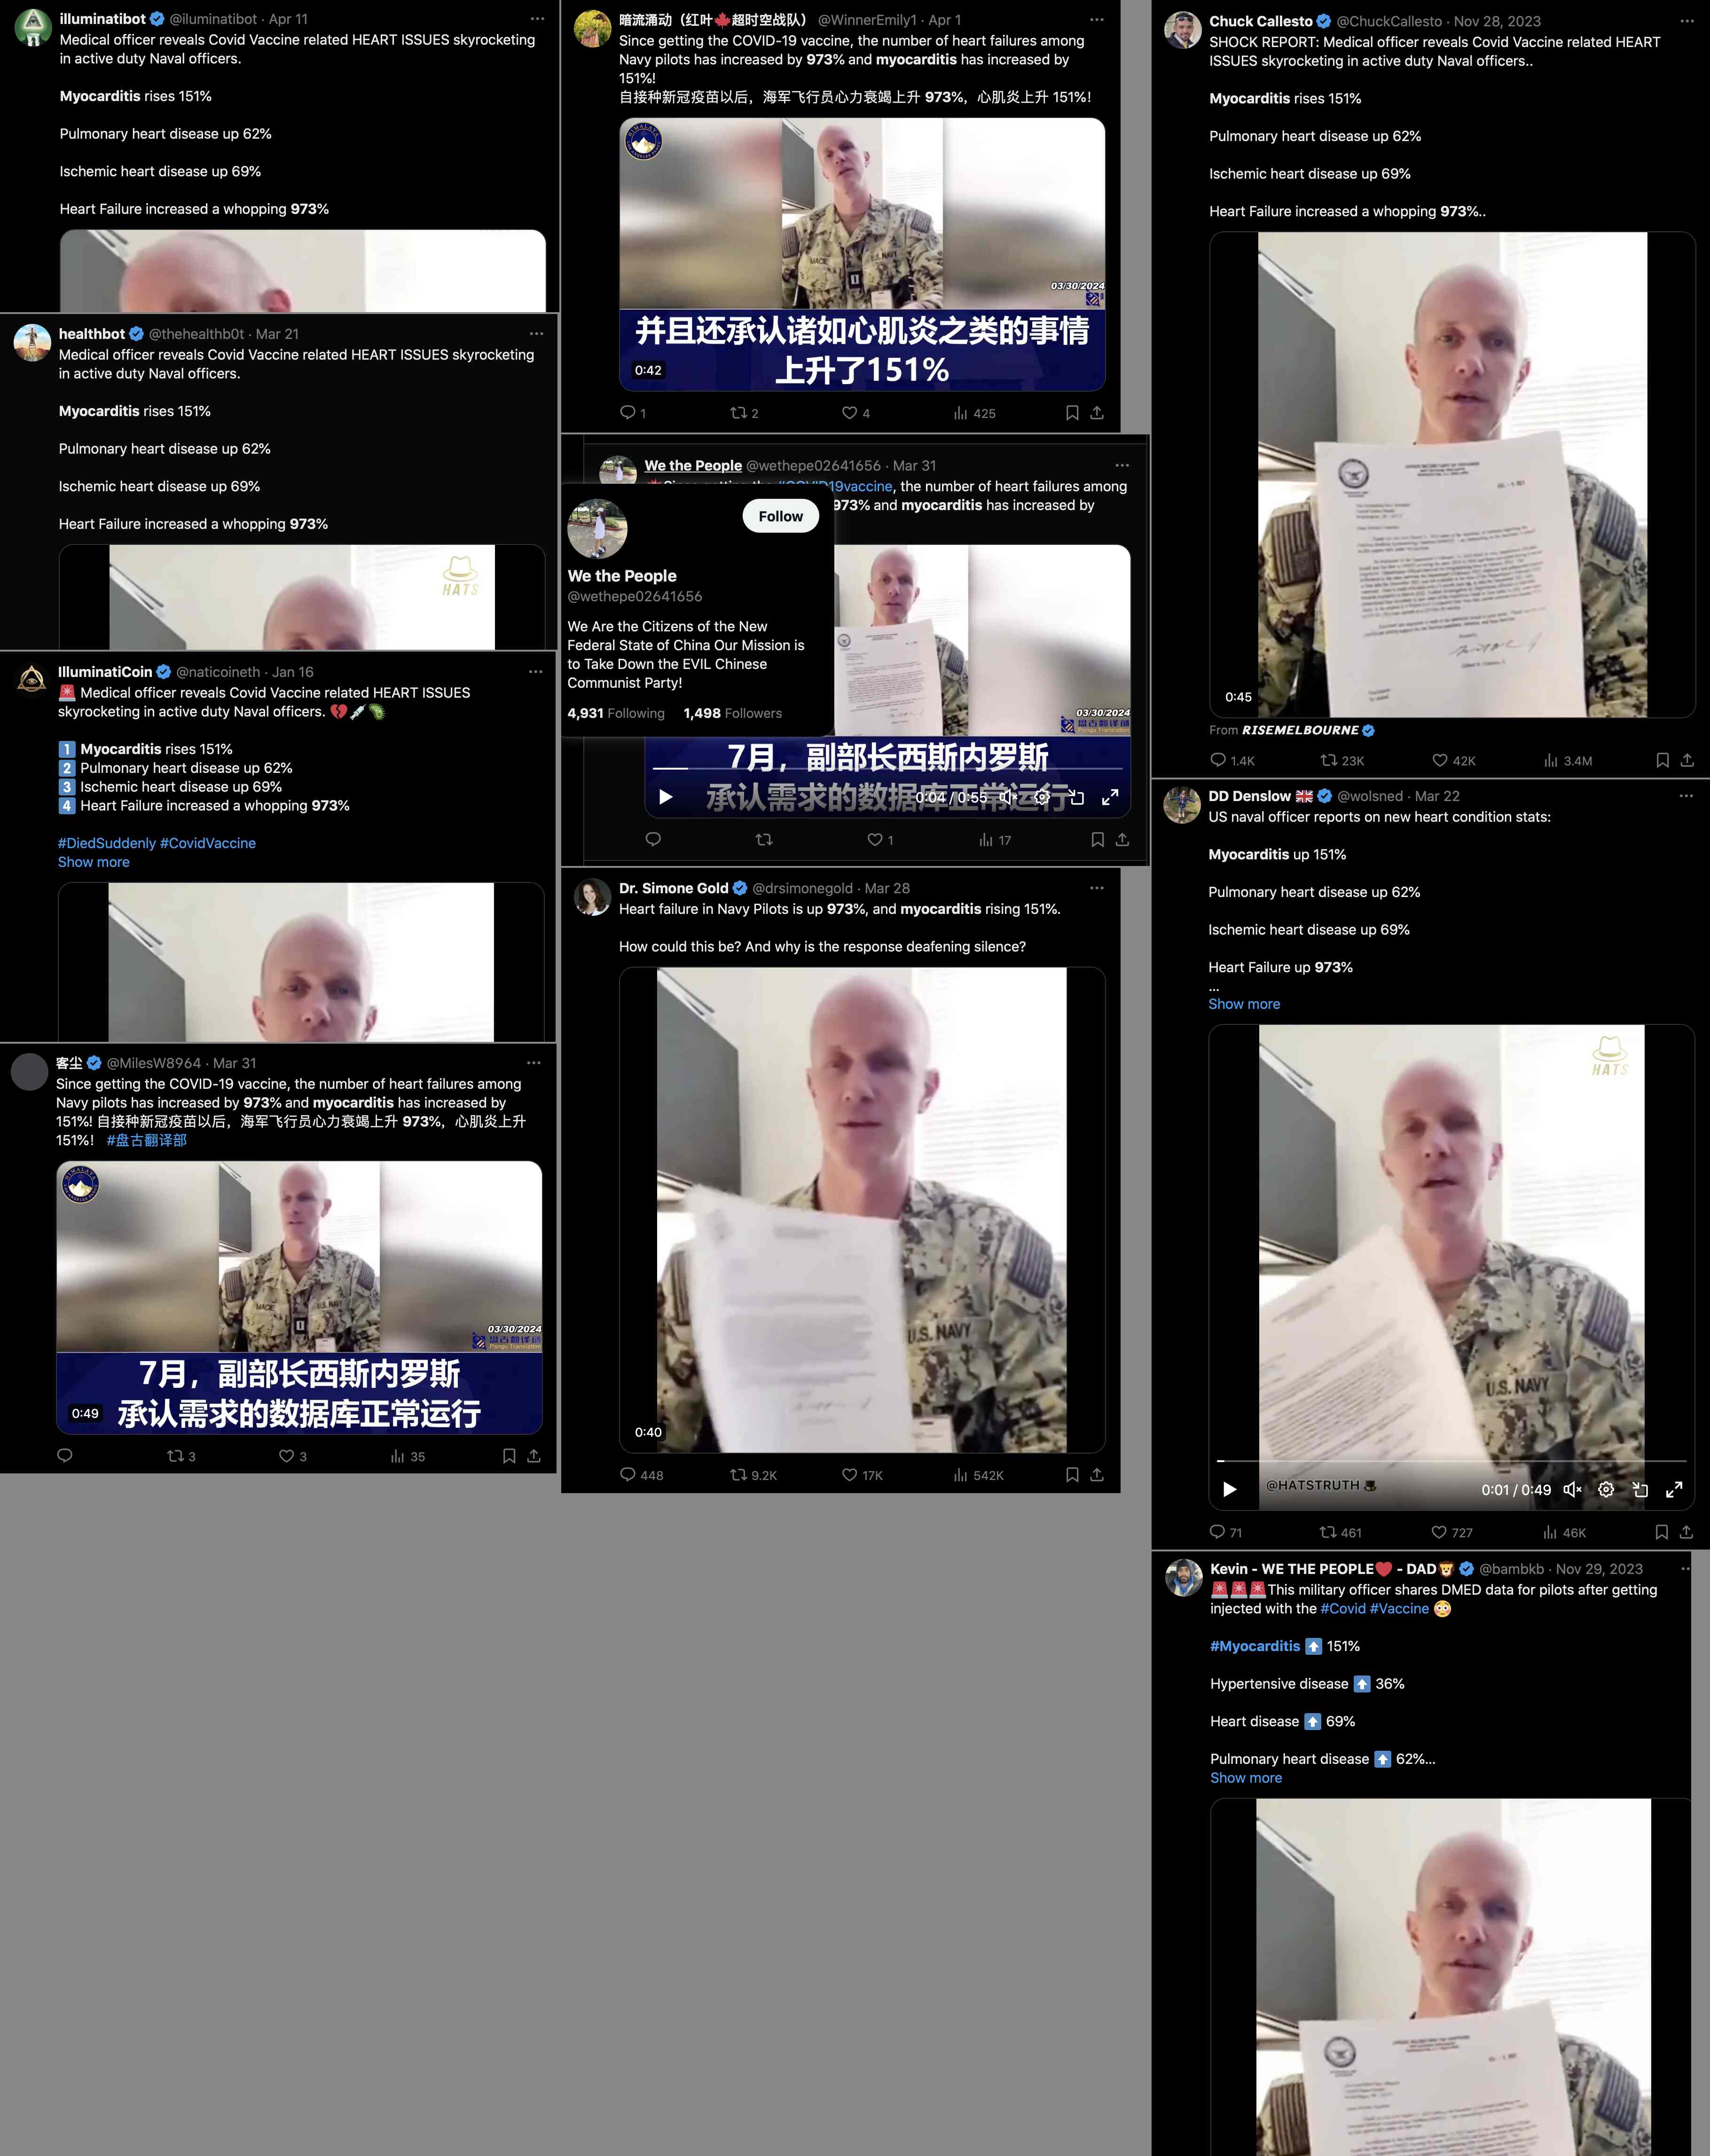 illuminatibot @iluminatibot · Apr 11
Medical officer reveals Covid Vaccine related HEART ISSUES skyrocketing
in active duty Naval officers.
Myocarditis rises 151%
Pulmonary heart disease up 62%
Ischemic heart disease up 69%
Heart Failure increased a whopping 973%
healthbot @thehealthb0t · Mar 21
Medical officer reveals Covid Vaccine related HEART ISSUES skyrocketing
in active duty Naval officers.
Myocarditis rises 151%
Pulmonary heart disease up 62%
Ischemic heart disease up 69%
Heart Failure increased a whopping 973%
HATS
IlluminatiCoin @naticoineth · Jan 16
🚨 Medical officer reveals Covid Vaccine related HEART ISSUES
skyrocketing in active duty Naval officers. 💔💉🦠
1 Myocarditis rises 151%
2 Pulmonary heart disease up 62%
3 Ischemic heart disease up 69%
4 Heart Failure increased a whopping 973%
#DiedSuddenly #CovidVaccine
Show more
客尘 @MilesW8964 · Mar 31
Since getting the COVID-19 vaccine, the number of heart failures among
Navy pilots has increased by 973% and myocarditis has increased by
151%! 自接种新冠疫苗以后，海军飞行员心力衰竭上升 973%，心肌炎上升
151%！ #盘古翻译部
MACIE
U.S. NAVY
03/30/2024
Pangu Translation
7月，副部长西斯内罗斯
承认需求的数据库正常运行
0:49
3 3 35
暗流涌动（红叶🍁超时空战队） @WinnerEmily1 · Apr 1
Since getting the COVID-19 vaccine, the number of heart failures among
Navy pilots has increased by 973% and myocarditis has increased by
151%!
自接种新冠疫苗以后，海军飞行员心力衰竭上升 973%，心肌炎上升 151%！
MACIE
U.S. NAVY
03/30/2024
并且还承认诸如心肌炎之类的事情
上升了151%
0:42
1 2 4 425
We the People @wethepe02641656 · Mar 31
#COVID19vaccine, the number of heart failures among
973% and myocarditis has increased by
Follow
We the People
@wethepe02641656
We Are the Citizens of the New
Federal State of China Our Mission is
to Take Down the EVIL Chinese
Communist Party!
4,931 Following 1,498 Followers
03/30/2024
盘古翻译部
Pangu Translation
7月，副部长西斯内罗斯
承认需求的数据库正常运行
0:04 / 0:55
1 17
Dr. Simone Gold @drsimonegold · Mar 28
Heart failure in Navy Pilots is up 973%, and myocarditis rising 151%.
How could this be? And why is the response deafening silence?
U.S. NAVY
0:40
448 9.2K 17K 542K
Chuck Callesto @ChuckCallesto · Nov 28, 2023
SHOCK REPORT: Medical officer reveals Covid Vaccine related HEART
ISSUES skyrocketing in active duty Naval officers..
Myocarditis rises 151%
Pulmonary heart disease up 62%
Ischemic heart disease up 69%
Heart Failure increased a whopping 973%..
0:45
From RISEMELBOURNE
1.4K 23K 42K 3.4M
DD Denslow 🇬🇧 @wolsned · Mar 22
US naval officer reports on new heart condition stats:
Myocarditis up 151%
Pulmonary heart disease up 62%
Ischemic heart disease up 69%
Heart Failure up 973%
...
Show more
HATS
U.S. NAVY
@HATSTRUTH
0:01 / 0:49
71 461 727 46K
Kevin - WE THE PEOPLE❤️ - DAD🦁 @bambkb · Nov 29, 2023
🚨🚨🚨This military officer shares DMED data for pilots after getting
injected with the #Covid #Vaccine 😳
#Myocarditis ⬆️ 151%
Hypertensive disease ⬆️ 36%
Heart disease ⬆️ 69%
Pulmonary heart disease ⬆️ 62%...
Show more